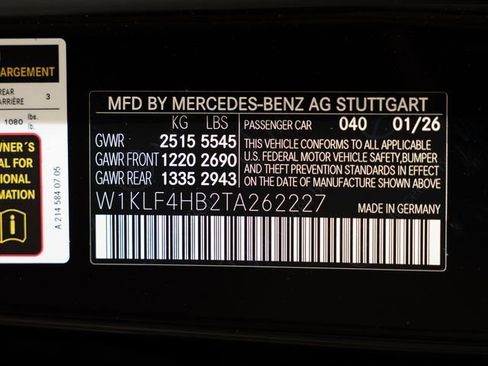 ARGEMENT
REAR
ARRIÈRE 3
1080 lbs.
WNER'S
AL FOR
IONAL
MATION
A 214 584 07 05
MFD BY MERCEDES-BENZ AG STUTTGART
KG LBS PASSENGER CAR 040 01/26
GVWR 2515 5545
GAWR FRONT 1220 2690
GAWR REAR 1335 2943
THIS VEHICLE CONFORMS TO ALL APPLICABLE
U.S. FEDERAL MOTOR VEHICLE SAFETY,BUMPER
AND THEFT PREVENTION STANDARDS IN EFFECT
ON DATE OF MANUFACTURE SHOWN ABOVE
W1KLF4HB2TA262227 MADE IN GERMANY